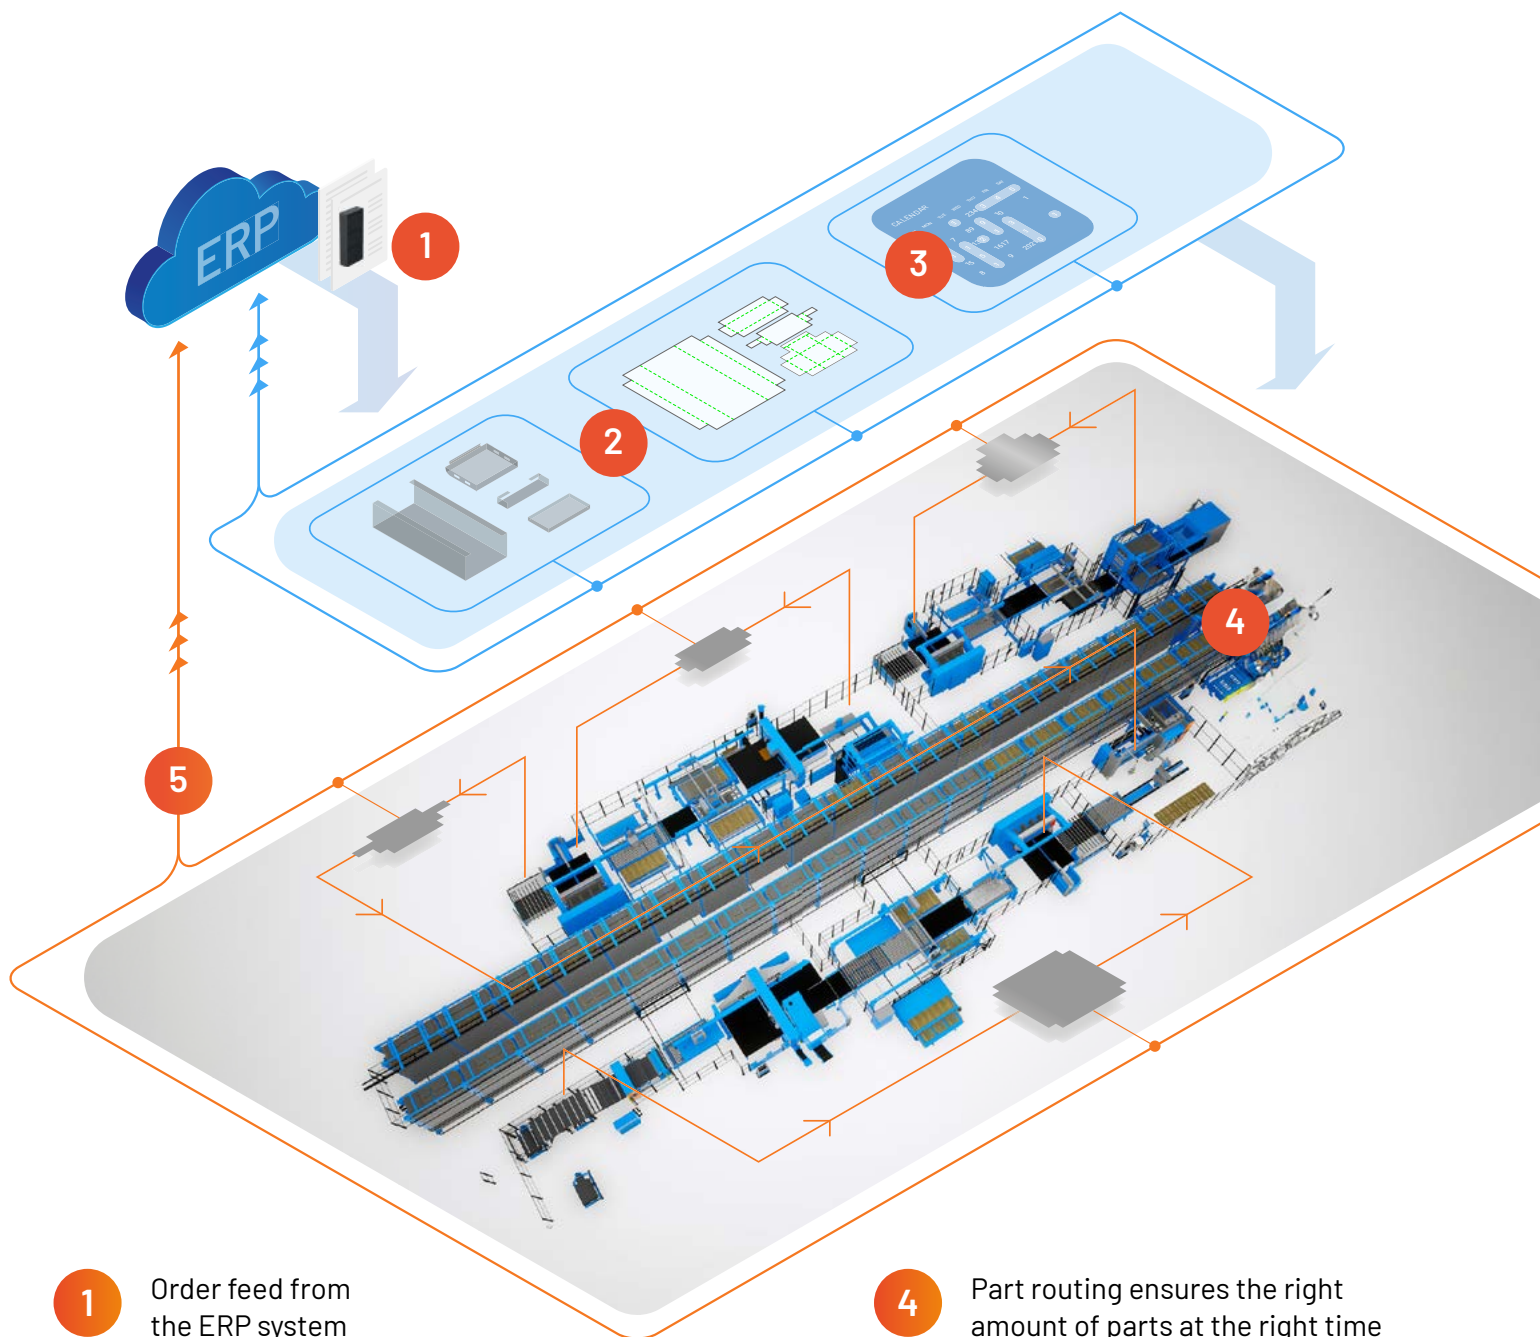 ERP
1
CALENDAR
3
2
4
5
1
Order feed from
the ERP system
4
Part routing ensures the right
amount of parts at the right time